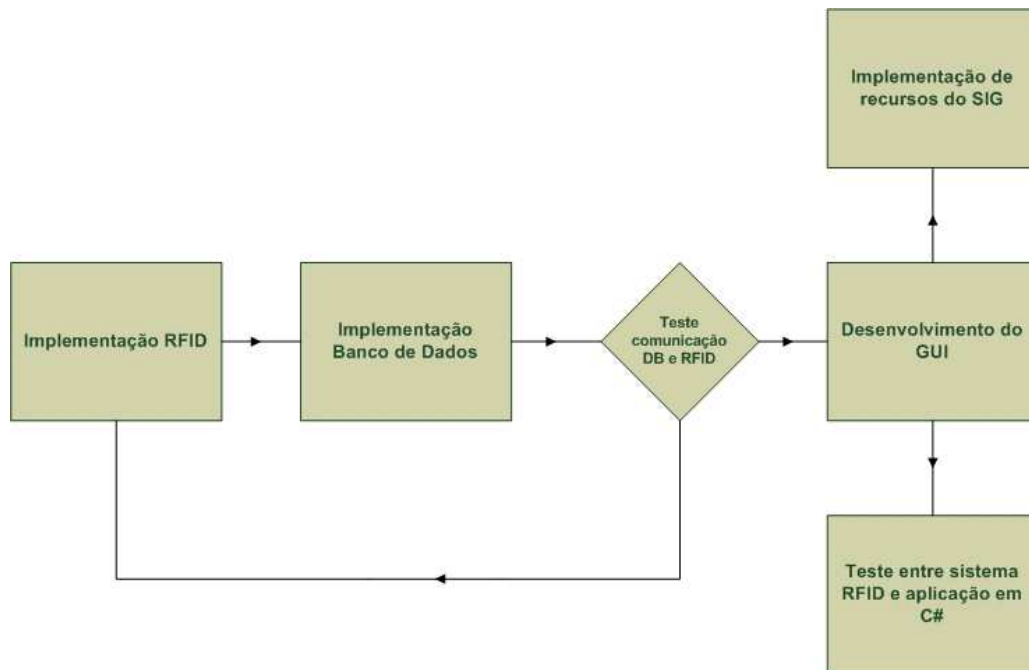 Implementação de
recursos do SIG
Implementação RFID
Implementação
Banco de Dados
Teste
comunicação
DB e RFID
Desenvolvimento do
GUI
Teste entre sistema
RFID e aplicação em
C#